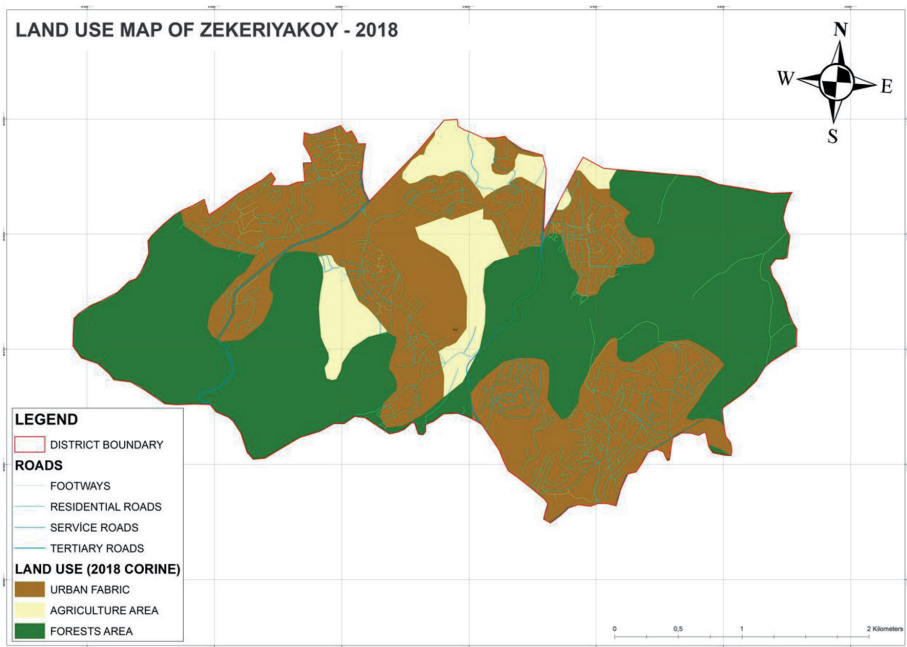 LAND USE MAP OF ZEKERIYAKOY - 2018
N
W
E
S
LEGEND
DISTRICT BOUNDARY
ROADS
FOOTWAYS
RESIDENTIAL ROADS
SERVİCE ROADS
TERTIARY ROADS
LAND USE (2018 CORINE)
URBAN FABRIC
AGRICULTURE AREA
FORESTS AREA
0 0,5 1 2 Kilometers